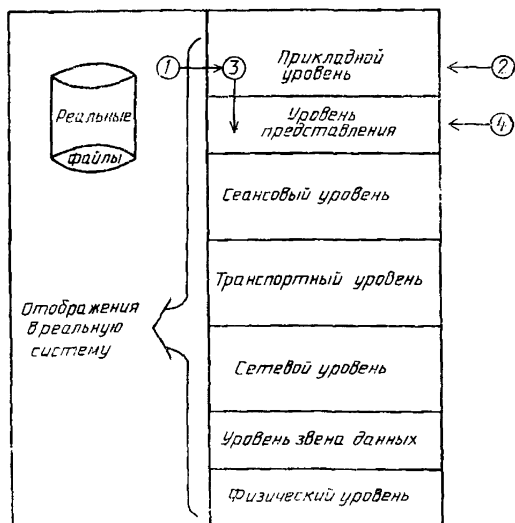 Реальные
файлы
Отображения
в реальную
систему
1
3
Прикладной
уровень
2
Уровень
представления
4
Сеансовый уровень
Транспортный уровень
Сетевой уровень
Уровень звена данных
Физический уровень